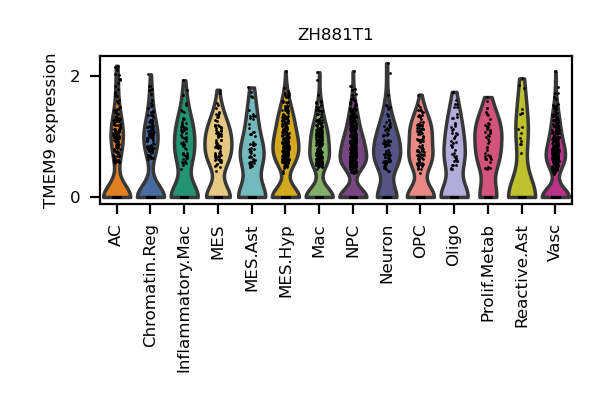 ZH881T1
TMEM9 expression
2
0
AC
Chromatin.Reg
Inflammatory.Mac
MES
MES.Ast
MES.Hyp
Mac
NPC
Neuron
OPC
Oligo
Prolif.Metab
Reactive.Ast
Vasc